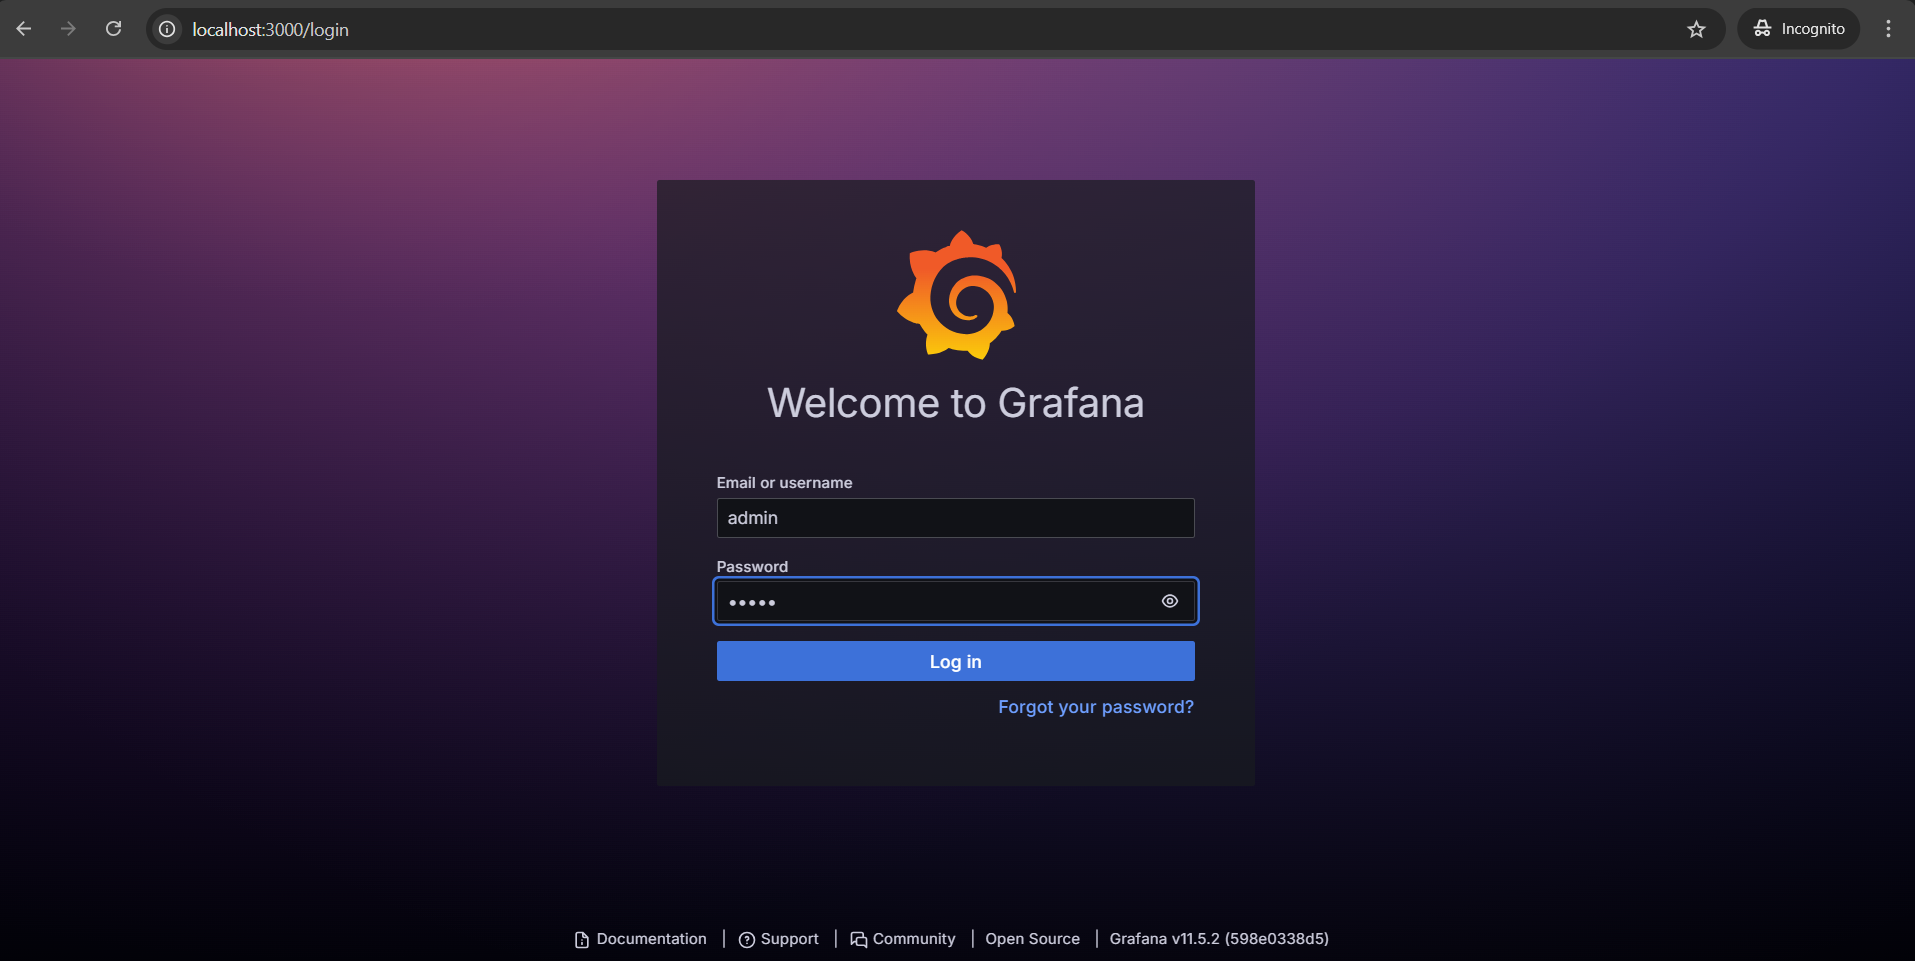 localhost:3000/login
Incognito
Welcome to Grafana
Email or username
admin
Password
•••••
Log in
Forgot your password?
Documentation | Support | Community | Open Source | Grafana v11.5.2 (598e0338d5)